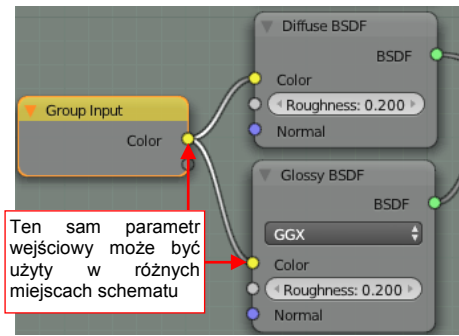 Diffuse BSDF
BSDF
Color
Roughness: 0.200
Normal
Group Input
Color
Glossy BSDF
BSDF
GGX
Color
Roughness: 0.200
Normal
Ten sam parametr
wejściowy może być
użyty w różnych
miejscach schematu